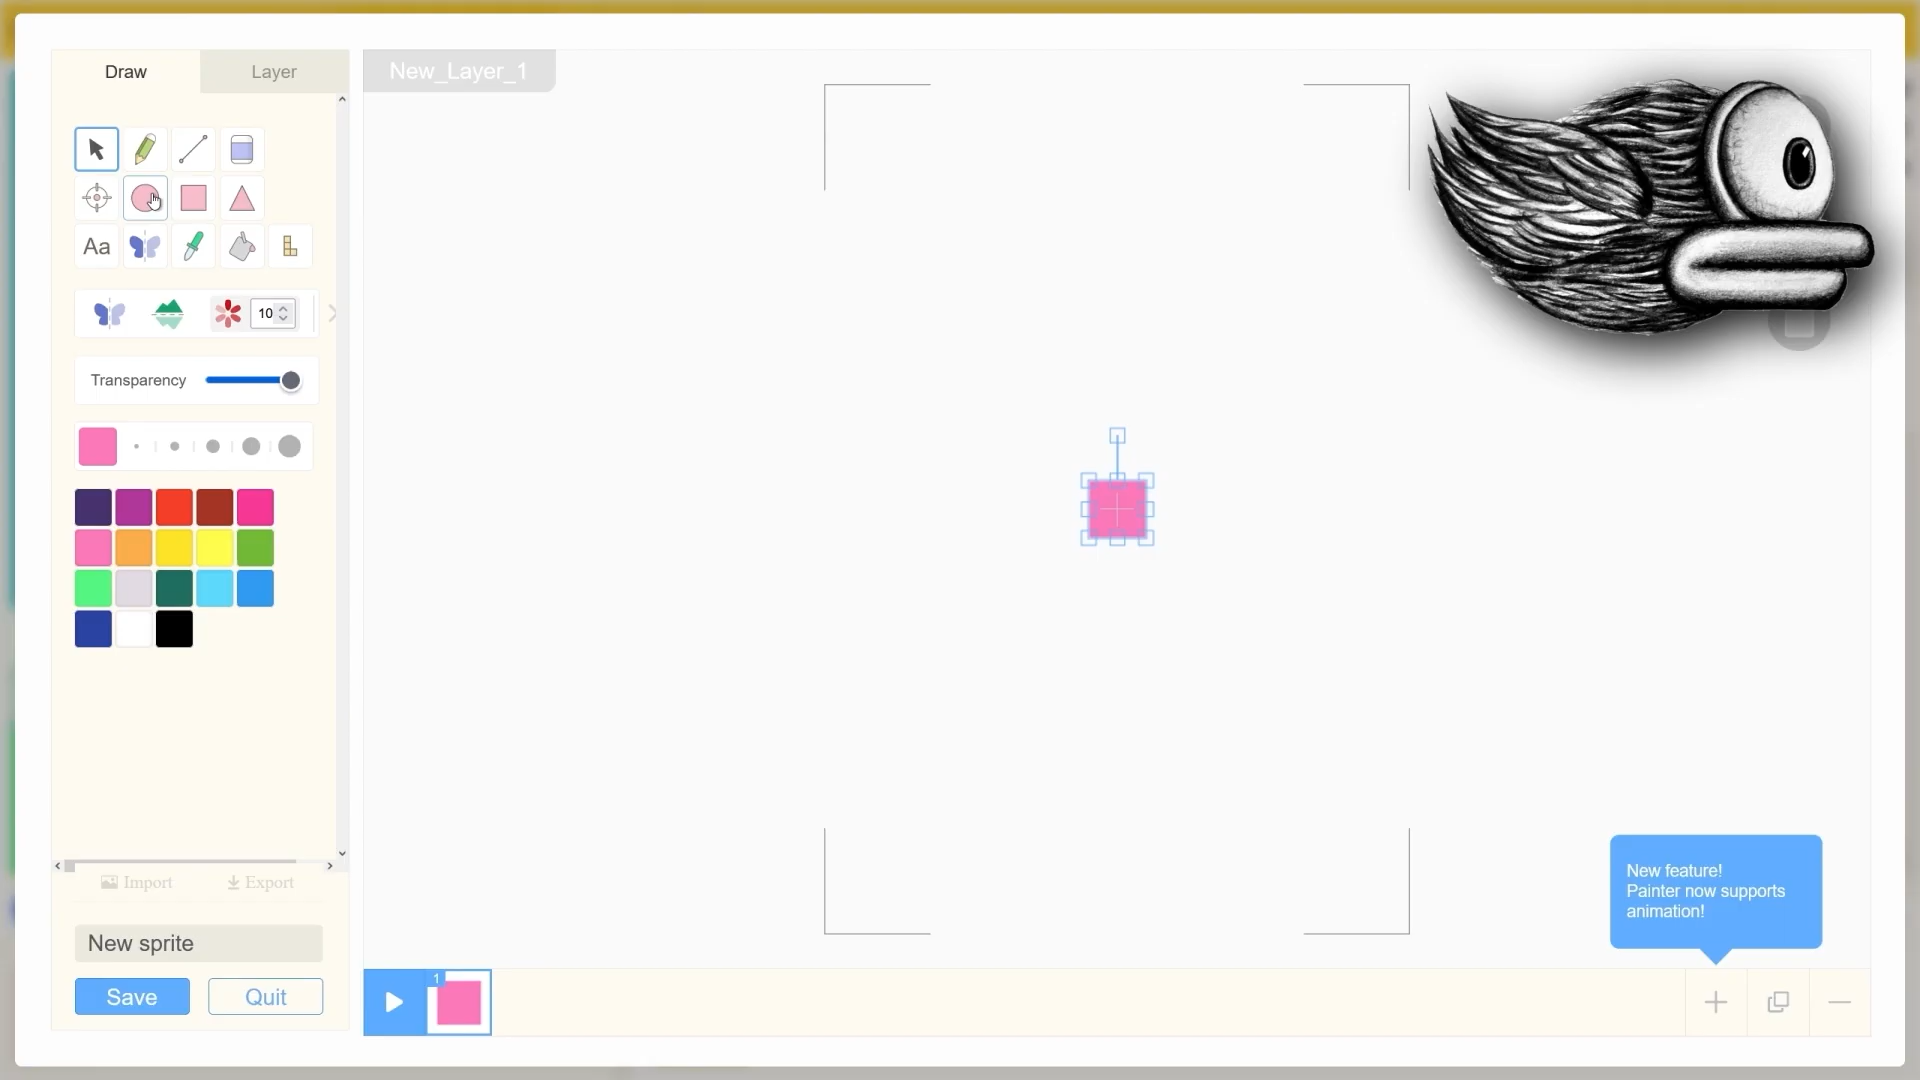 Draw
Layer
New_Layer_1
Aa
10
Transparency
Import
Export
New sprite
Save
Quit
1
New feature!
Painter now supports
animation!